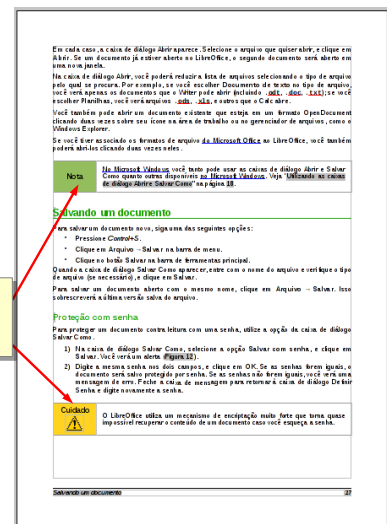 Em cada caso, a caixa de diálogo Abrir aparece. Selecione o arquivo que quiser abrir, e clique em
Abrir. Se um documento já estiver aberto no LibreOffice, o segundo documento será aberto em
uma nova janela.
Na caixa de diálogo Abrir, você poderá reduzir a lista de arquivos selecionando o tipo de arquivo
pelo qual se procura. Por exemplo, se você escolher Documento de texto no tipo de arquivo,
você verá apenas os documentos que o Writer pode abrir (incluindo .odt, .doc, .txt); se você
escolher Planilhas, você verá arquivos .ods, .xls, e outros que o Calc abre.
Você também pode abrir um documento existente que esteja em um formato OpenDocument
clicando duas vezes sobre seu ícone na área de trabalho ou no gerenciador de arquivos, como o
Windows Explorer.
Se você tiver associado os formatos de arquivo do Microsoft Office ao LibreOffice, você também
poderá abri-los clicando duas vezes neles.
Nota
No Microsoft Windows você tanto pode usar as caixas de diálogo Abrir e Salvar
Como quanto outras disponíveis no Microsoft Windows. Veja "Utilizando as caixas
de diálogo Abrir e Salvar Como" na página 18.
Salvando um documento
Para salvar um documento novo, siga uma das seguintes opções:
• Pressione Control+S.
• Clique em Arquivo → Salvar na barra de menu.
• Clique no botão Salvar na barra de ferramentas principal.
Quando a caixa de diálogo Salvar Como aparecer, entre com o nome do arquivo e verifique o tipo
de arquivo (se necessário), e clique em Salvar.
Para salvar um documento aberto com o mesmo nome, clique em Arquivo → Salvar. Isso
sobrescreverá a última versão salva do arquivo.
Proteção com senha
Para proteger um documento contra leitura com uma senha, utilize a opção da caixa de diálogo
Salvar Como.
1) Na caixa de diálogo Salvar Como, selecione a opção Salvar com senha, e clique em
Salvar. Você verá um alerta (Figura 12).
2) Digite a mesma senha nos dois campos, e clique em OK. Se as senhas forem iguais, o
documento será salvo protegido por senha. Se as senhas não forem iguais, você verá uma
mensagem de erro. Feche a caixa de mensagem para retornar à caixa de diálogo Definir
Senha e digite novamente a senha.
Cuidado
O LibreOffice utiliza um mecanismo de encriptação muito forte que torna quase
impossível recuperar o conteúdo de um documento caso você esqueça a senha.
Salvando um documento 17